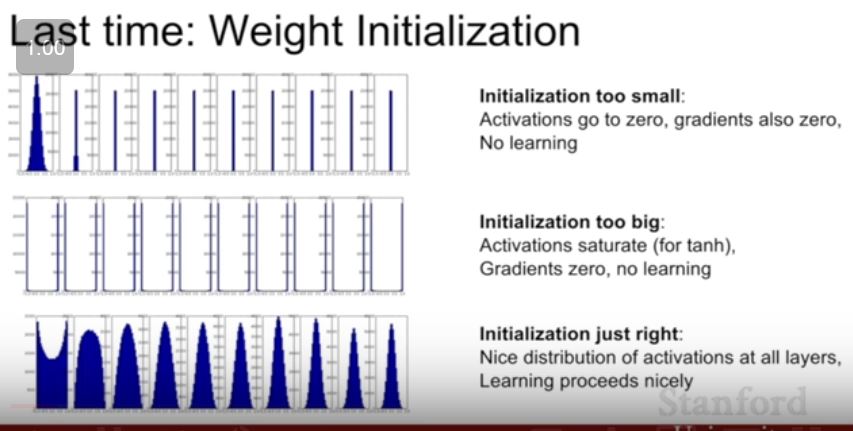 Last time: Weight Initialization
1.00
Initialization too small:
Activations go to zero, gradients also zero,
No learning
Initialization too big:
Activations saturate (for tanh),
Gradients zero, no learning
Initialization just right:
Nice distribution of activations at all layers,
Learning proceeds nicely
Stanford